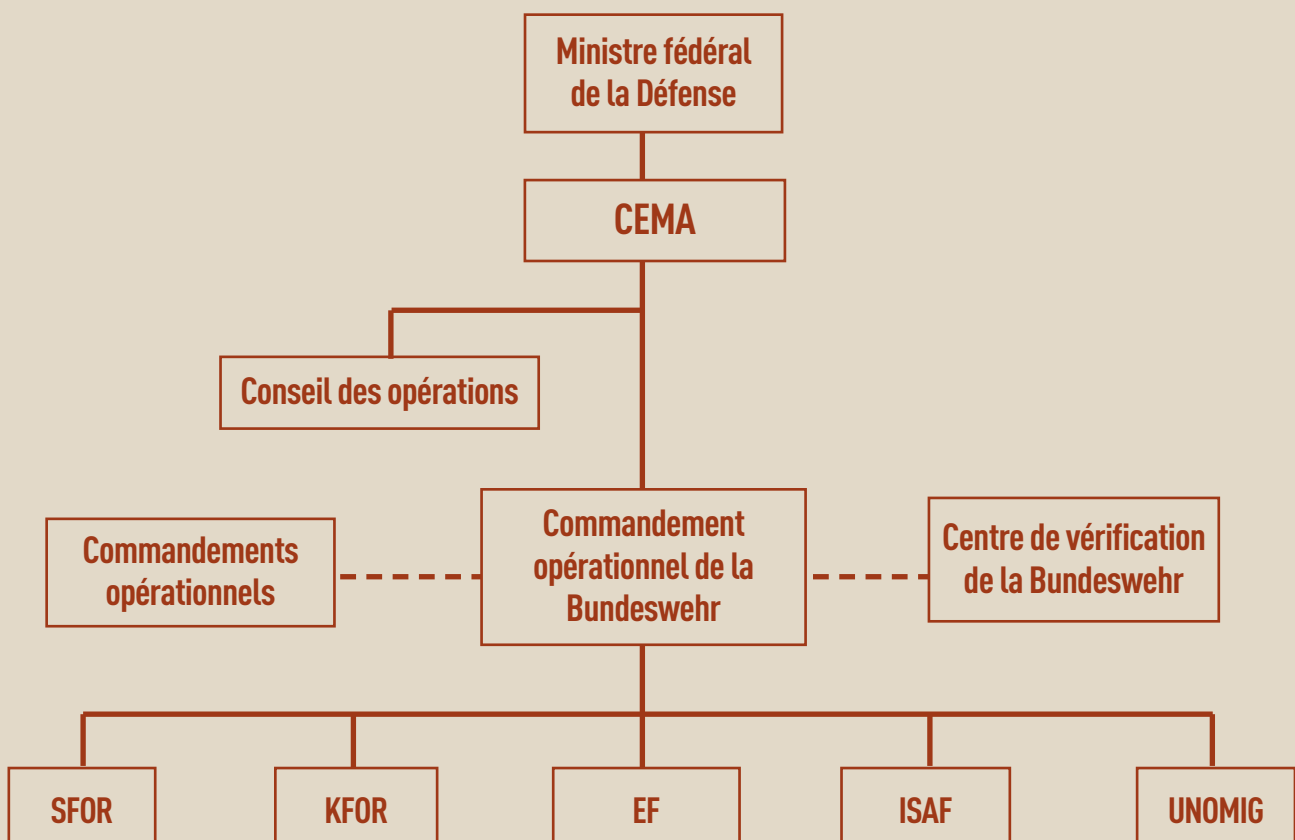 Ministre fédéral
de la Défense
CEMA
Conseil des opérations
Commandements
opérationnels
Commandement
opérationnel de la
Bundeswehr
Centre de vérification
de la Bundeswehr
SFOR
KFOR
EF
ISAF
UNOMIG